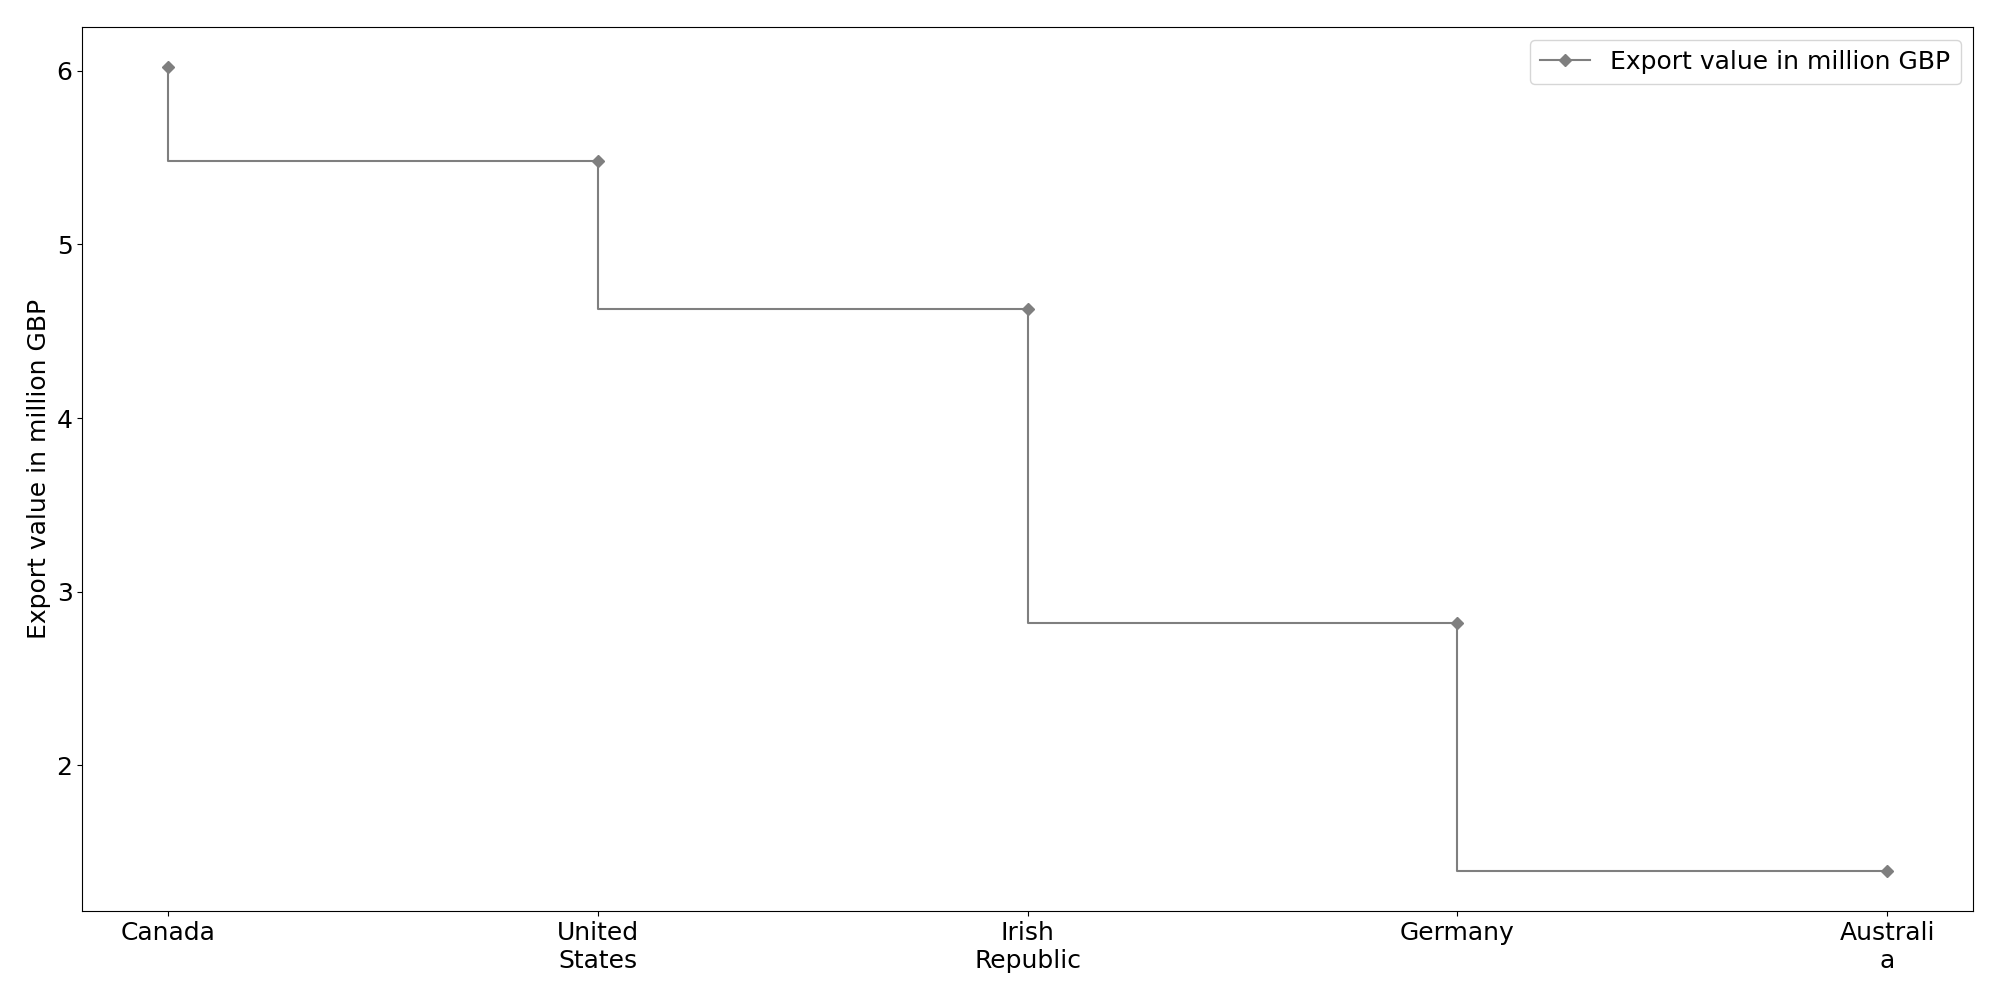 Export value in million GBP
6
5
4
3
2
Export value in million GBP
Canada
United
States
Irish
Republic
Germany
Australi
a